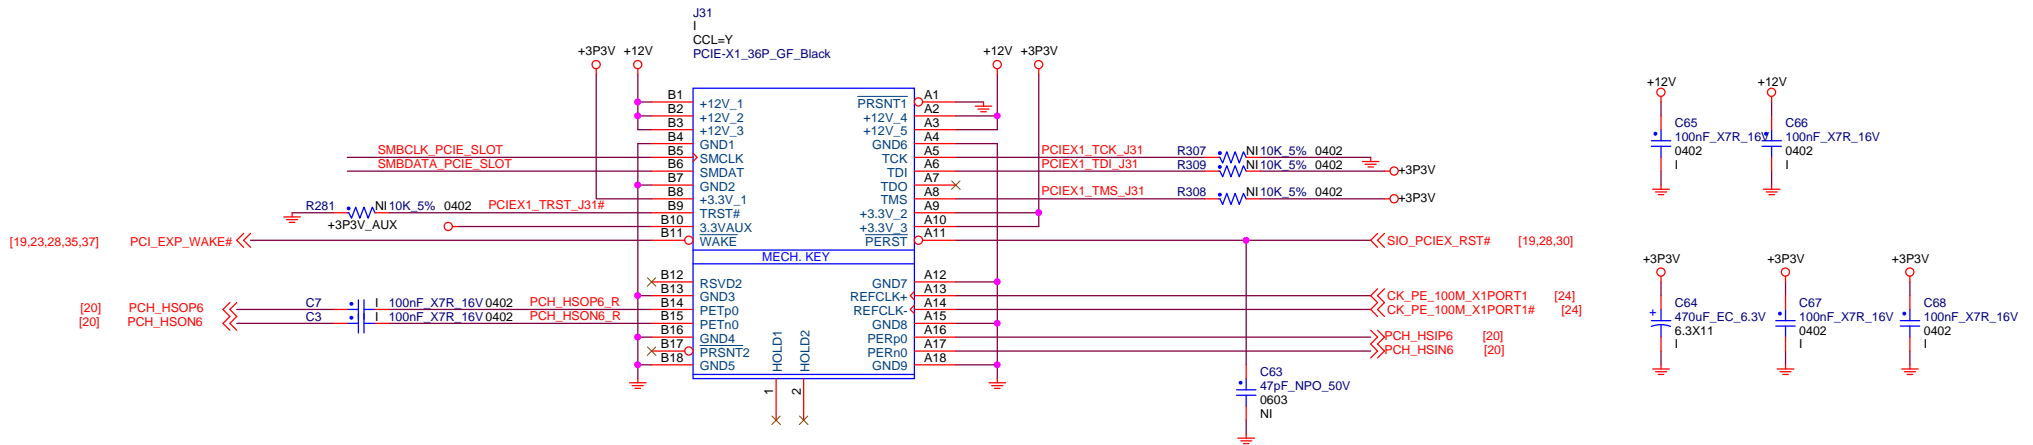 J31
I
CCL=Y
PCIE-X1_36P_GF_Black
+3P3V +12V
+12V +3P3V
B1 +12V_1 PRSNT1 A1
B2 +12V_2 +12V_4 A2
B3 +12V_3 +12V_5 A3
B4 GND1 GND6 A4
SMBCLK_PCIE_SLOT B5 SMCLK TCK A5 PCIEX1_TCK_J31 R307 NI 10K_5% 0402
SMBDATA_PCIE_SLOT B6 SMDAT TDI A6 PCIEX1_TDI_J31 R309 NI 10K_5% 0402 +3P3V
B7 GND2 TDO A7
B8 +3.3V_1 TMS A8 PCIEX1_TMS_J31 R308 NI 10K_5% 0402 +3P3V
R281 NI 10K_5% 0402 PCIEX1_TRST_J31# B9 TRST# +3.3V_2 A9
+3P3V_AUX B10 3.3VAUX +3.3V_3 A10
[19,23,28,35,37] PCI_EXP_WAKE# B11 WAKE PERST A11 SIO_PCIEX_RST# [19,28,30]
MECH. KEY
B12 RSVD2 GND7 A12
B13 GND3 REFCLK+ A13 CK_PE_100M_X1PORT1 [24]
[20] PCH_HSOP6 C7 I 100nF_X7R_16V 0402 PCH_HSOP6_R B14 PETp0 REFCLK- A14 CK_PE_100M_X1PORT1# [24]
[20] PCH_HSON6 C3 I 100nF_X7R_16V 0402 PCH_HSON6_R B15 PETn0 GND8 A15
B16 GND4 PERp0 A16 PCH_HSIP6 [20]
B17 PRSNT2 PERn0 A17 PCH_HSIN6 [20]
B18 GND5 GND9 A18
HOLD1 HOLD2
1 2
C63
47pF_NPO_50V
0603
NI
+12V
C65
100nF_X7R_16V
0402
I
+12V
C66
100nF_X7R_16V
0402
I
+3P3V
+
C64
470uF_EC_6.3V
6.3X11
I
+3P3V
C67
100nF_X7R_16V
0402
I
+3P3V
C68
100nF_X7R_16V
0402
I